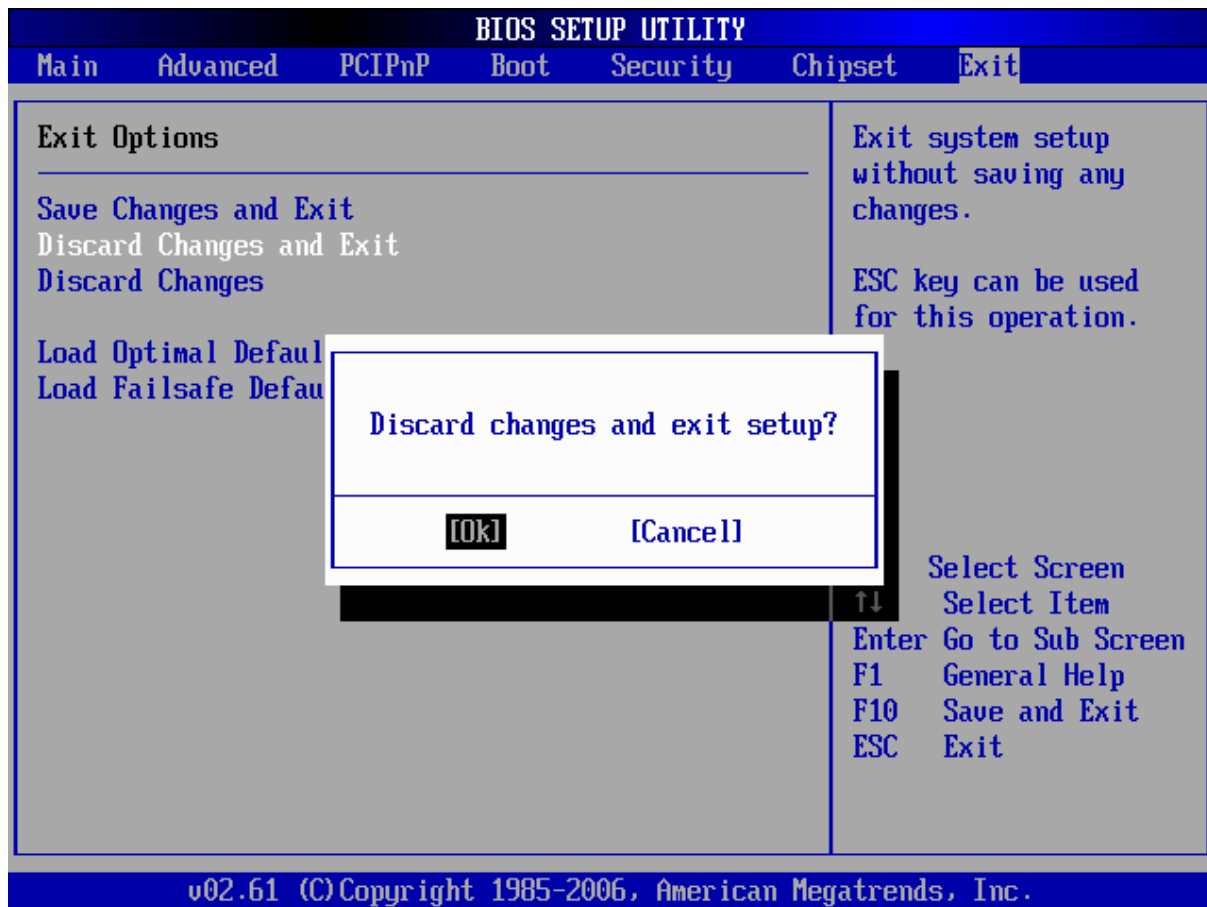 BIOS SETUP UTILITY
Main Advanced PCIPnP Boot Security Chipset Exit
Exit Options
Save Changes and Exit
Discard Changes and Exit
Discard Changes
Load Optimal Defaul
Load Failsafe Defau
Discard changes and exit setup?
[Ok] [Cancel]
Exit system setup
without saving any
changes.
ESC key can be used
for this operation.
Select Screen
↑↓ Select Item
Enter Go to Sub Screen
F1 General Help
F10 Save and Exit
ESC Exit
v02.61 (C)Copyright 1985-2006, American Megatrends, Inc.